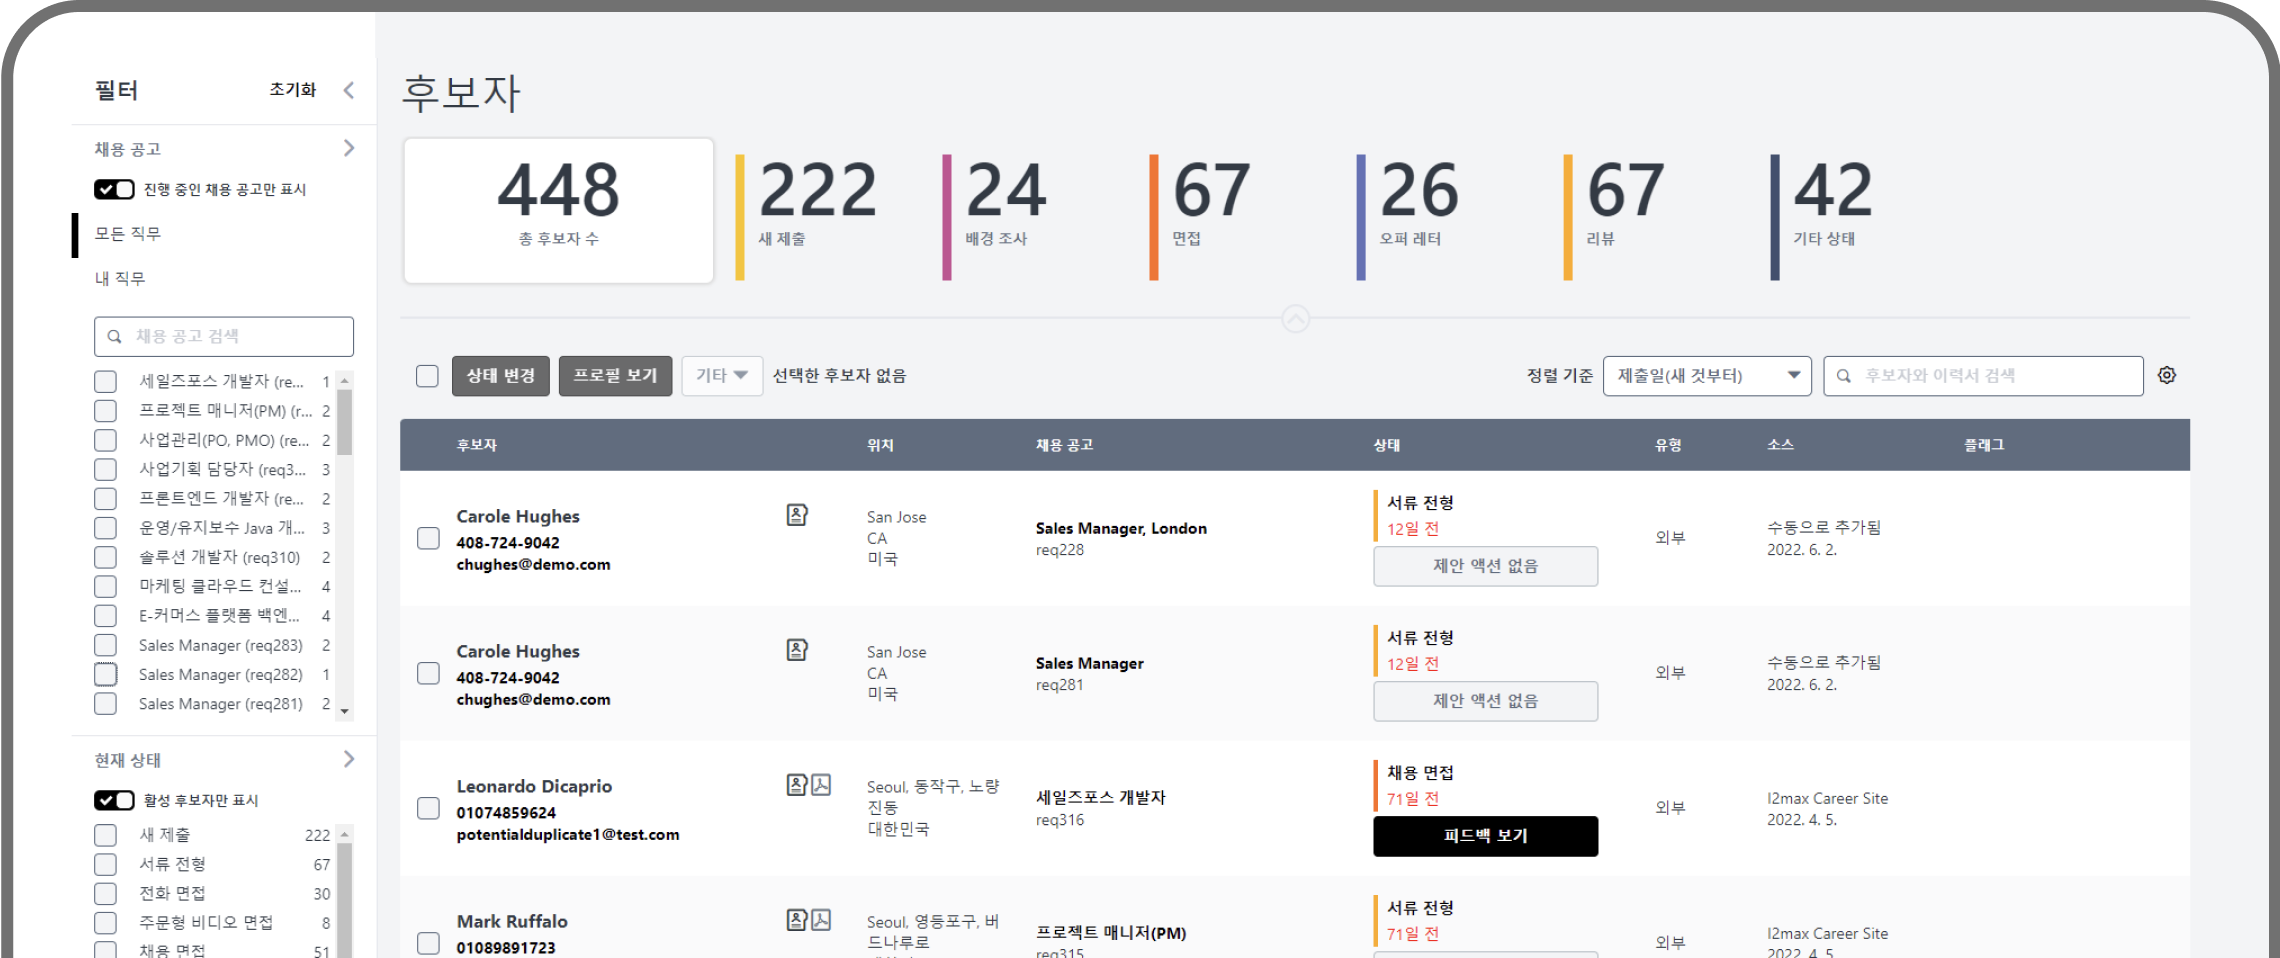 필터
초기화
채용 공고
진행 중인 채용 공고만 표시
모든 직무
내 직무
채용 공고 검색
세일즈포스 개발자 (re... 1
프로젝트 매니저(PM) (r... 2
사업관리(PO, PMO) (re... 2
사업기획 담당자 (req3... 3
프론트엔드 개발자 (re... 2
운영/유지보수 Java 개... 3
솔루션 개발자 (req310) 2
마케팅 클라우드 컨설... 4
E-커머스 플랫폼 백엔... 4
Sales Manager (req283) 2
Sales Manager (req282) 1
Sales Manager (req281) 2
현재 상태
활성 후보자만 표시
새 제출 222
서류 전형 67
전화 면접 30
주문형 비디오 면접 8
채용 면접 51
후보자
448
총 후보자 수
222
새 제출
24
배경 조사
67
면접
26
오퍼 레터
67
리뷰
42
기타 상태
상태 변경 프로필 보기 기타 선택한 후보자 없음
정렬 기준 제출일(새 것부터) 후보자와 이력서 검색
후보자 위치 채용 공고 상태 유형 소스 플래그
Carole Hughes
408-724-9042
chughes@demo.com
San Jose
CA
미국
Sales Manager, London
req228
서류 전형
12일 전
제안 액션 없음
외부
수동으로 추가됨
2022. 6. 2.
Carole Hughes
408-724-9042
chughes@demo.com
San Jose
CA
미국
Sales Manager
req281
서류 전형
12일 전
제안 액션 없음
외부
수동으로 추가됨
2022. 6. 2.
Leonardo Dicaprio
01074859624
potentialduplicate1@test.com
Seoul, 동작구, 노량
진동
대한민국
세일즈포스 개발자
req316
채용 면접
71일 전
피드백 보기
외부
I2max Career Site
2022. 4. 5.
Mark Ruffalo
01089891723
Seoul, 영등포구, 버
드나루로
프로젝트 매니저(PM)
req315
서류 전형
71일 전
외부
I2max Career Site
2022. 4. 5.